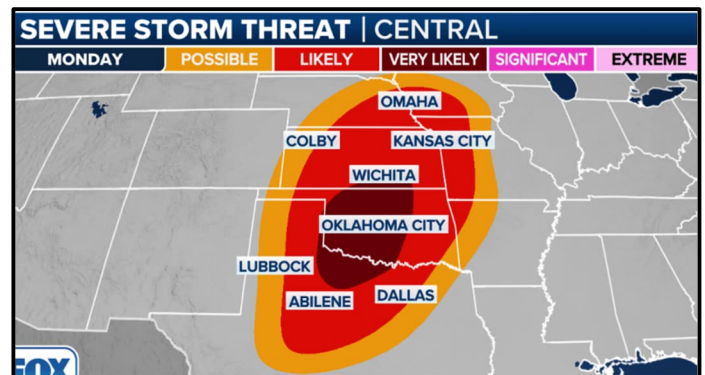 SEVERE STORM THREAT | CENTRAL
MONDAY POSSIBLE LIKELY VERY LIKELY SIGNIFICANT EXTREME
OMAHA
COLBY KANSAS CITY
WICHITA
OKLAHOMA CITY
LUBBOCK
ABILENE DALLAS
FOX